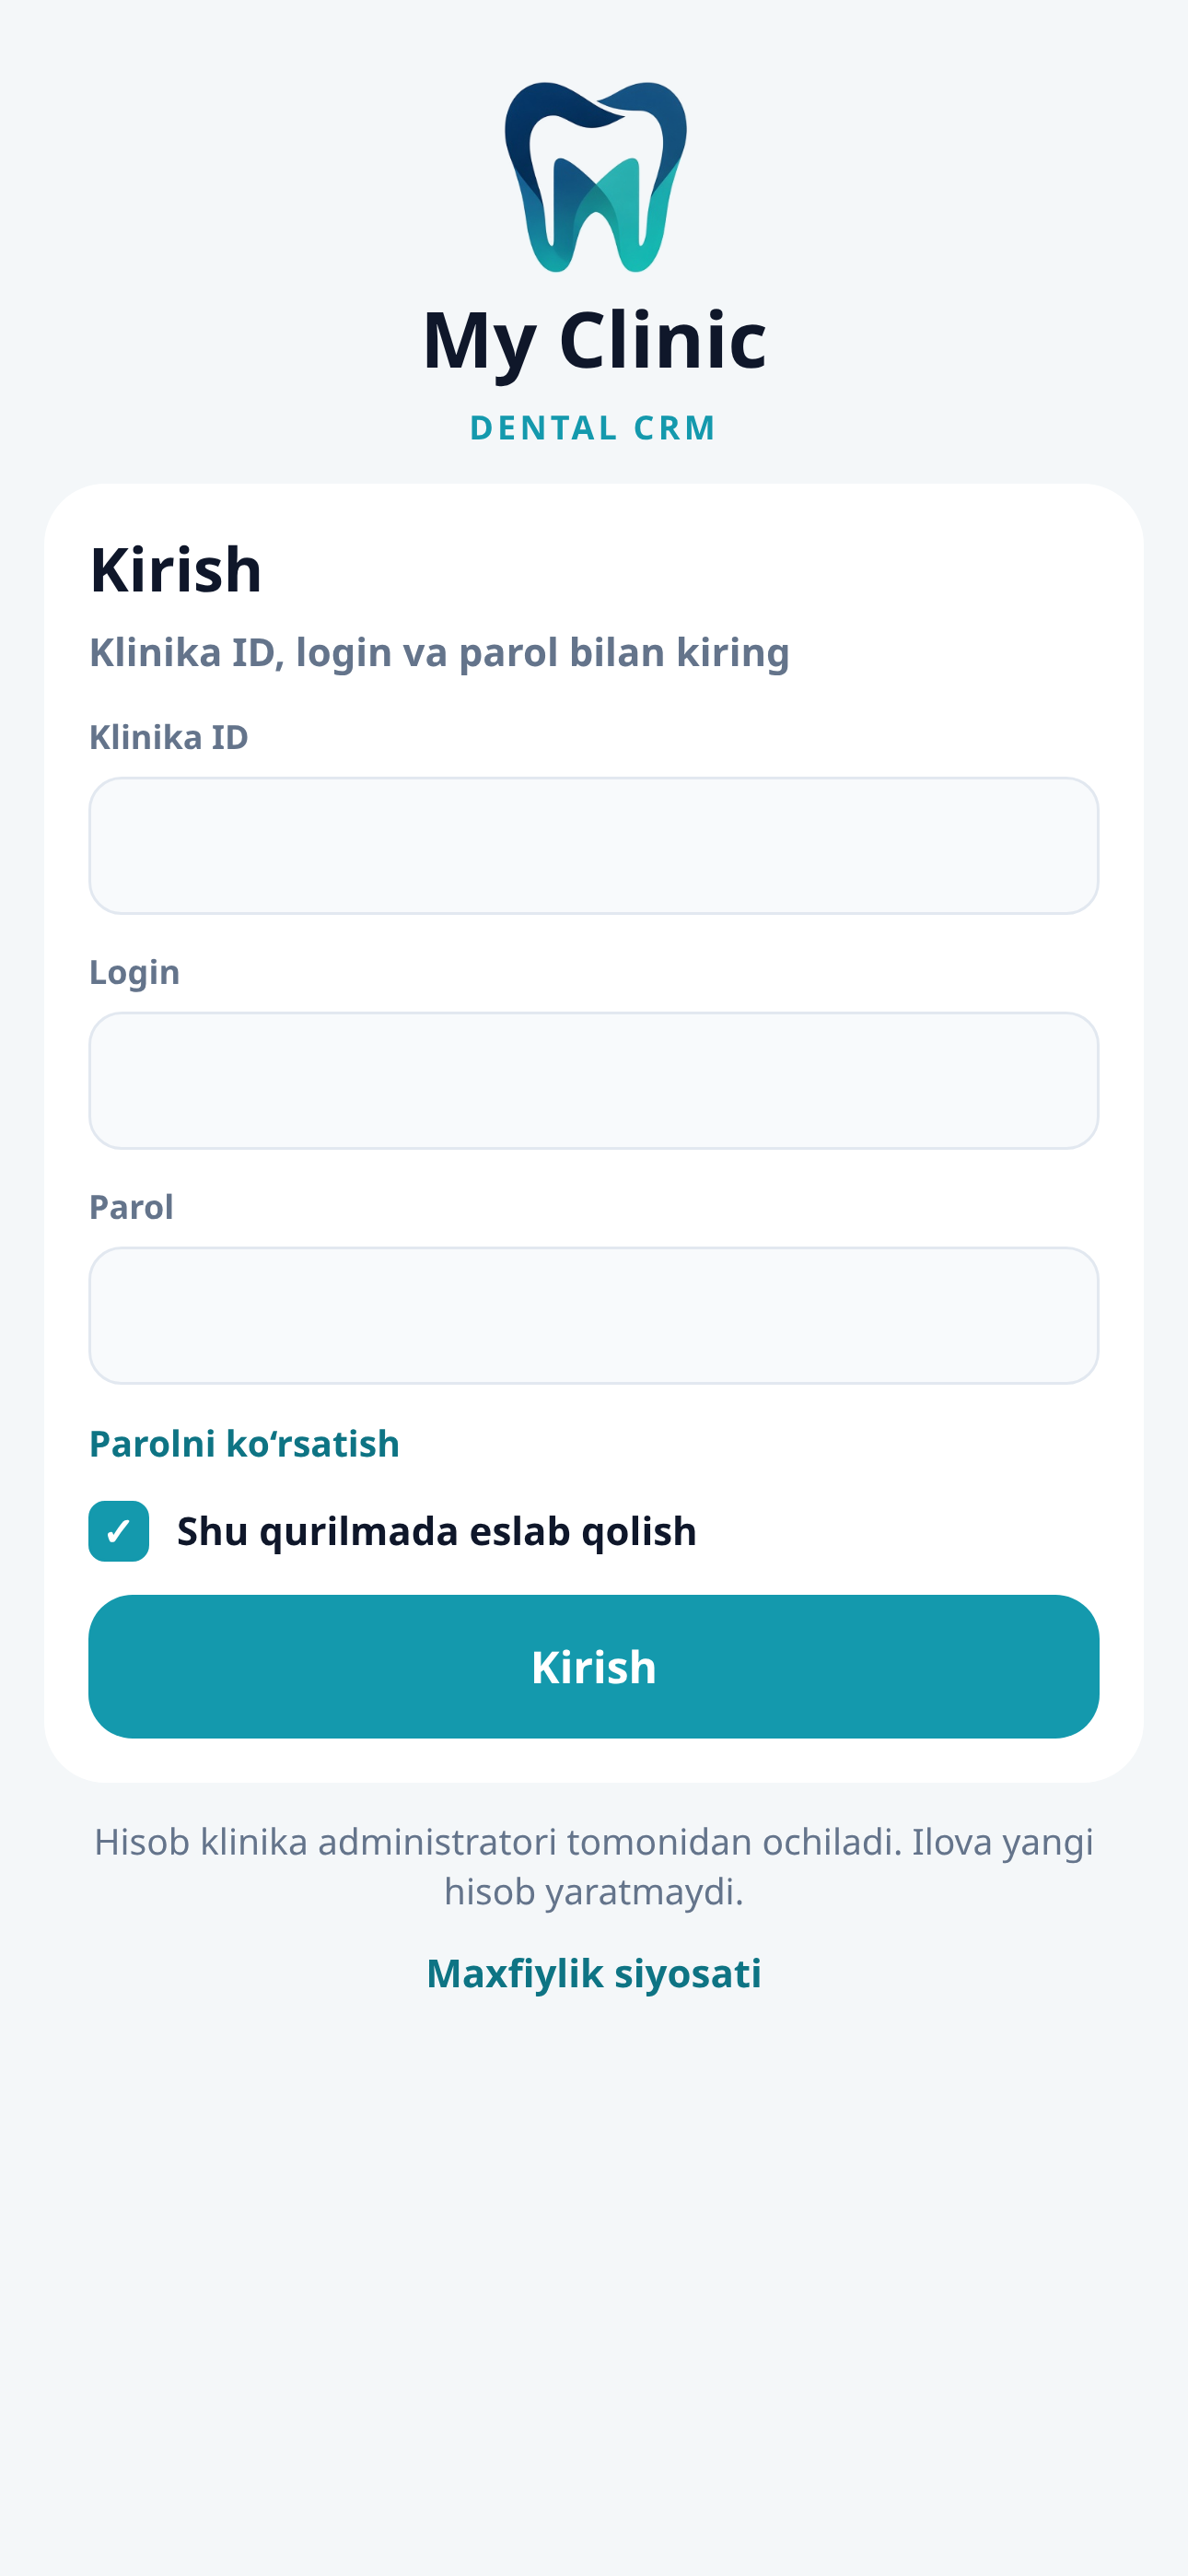 My Clinic
DENTAL CRM
Kirish
Klinika ID, login va parol bilan kiring
Klinika ID
Login
Parol
Parolni ko‘rsatish
✓ Shu qurilmada eslab qolish
Kirish
Hisob klinika administratori tomonidan ochiladi. Ilova yangi
hisob yaratmaydi.
Maxfiylik siyosati